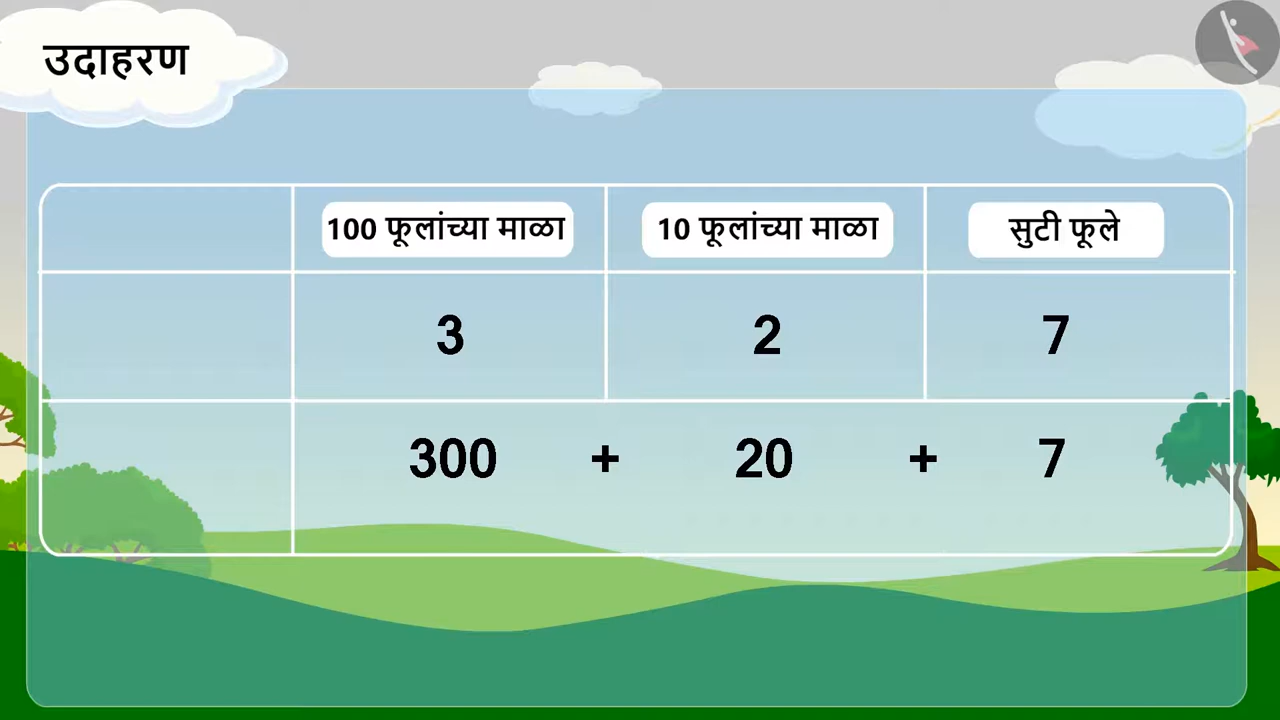 उदाहरण
100 फूलांच्या माळा 10 फूलांच्या माळा सुटी फूले
3 2 7
300 + 20 + 7